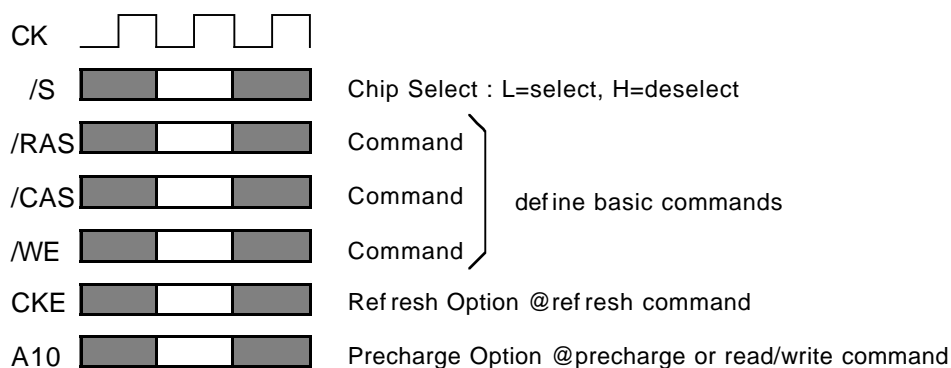 CK
/S Chip Select : L=select, H=deselect
/RAS Command
/CAS Command define basic commands
/WE Command
CKE Refresh Option @refresh command
A10 Precharge Option @precharge or read/write command